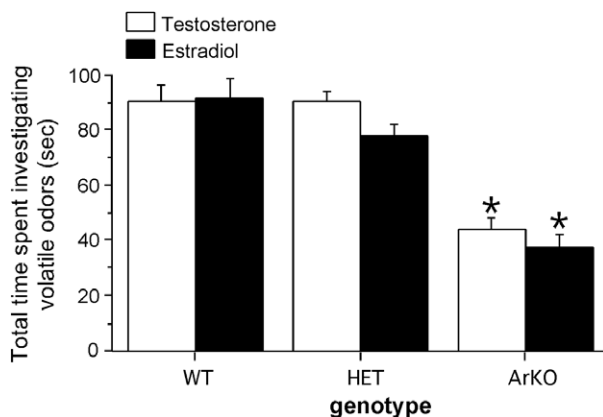 Testosterone
Estradiol
Total time spent investigating
volatile odors (sec)
100
80
60
40
20
0
*
*
WT HET ArKO
genotype